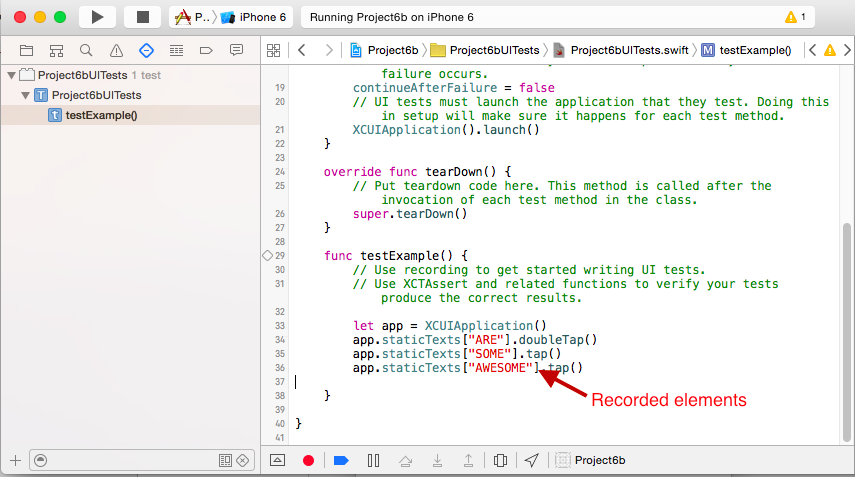 P.. iPhone 6
Running Project6b on iPhone 6
1
Project6b Project6bUITests Project6bUITests.swift testExample()
Project6bUITests 1 test
Project6bUITests
testExample()
failure occurs.
19 continueAfterFailure = false
20 // UI tests must launch the application that they test. Doing this
in setup will make sure it happens for each test method.
21 XCUIApplication().launch()
22 }
23
24 override func tearDown() {
25 // Put teardown code here. This method is called after the
invocation of each test method in the class.
26 super.tearDown()
27 }
28
29 func testExample() {
30 // Use recording to get started writing UI tests.
31 // Use XCTAssert and related functions to verify your tests
produce the correct results.
32
33 let app = XCUIApplication()
34 app.staticTexts["ARE"].doubleTap()
35 app.staticTexts["SOME"].tap()
36 app.staticTexts["AWESOME"].tap()
37
38 }
39
40 }
41
Recorded elements
Project6b